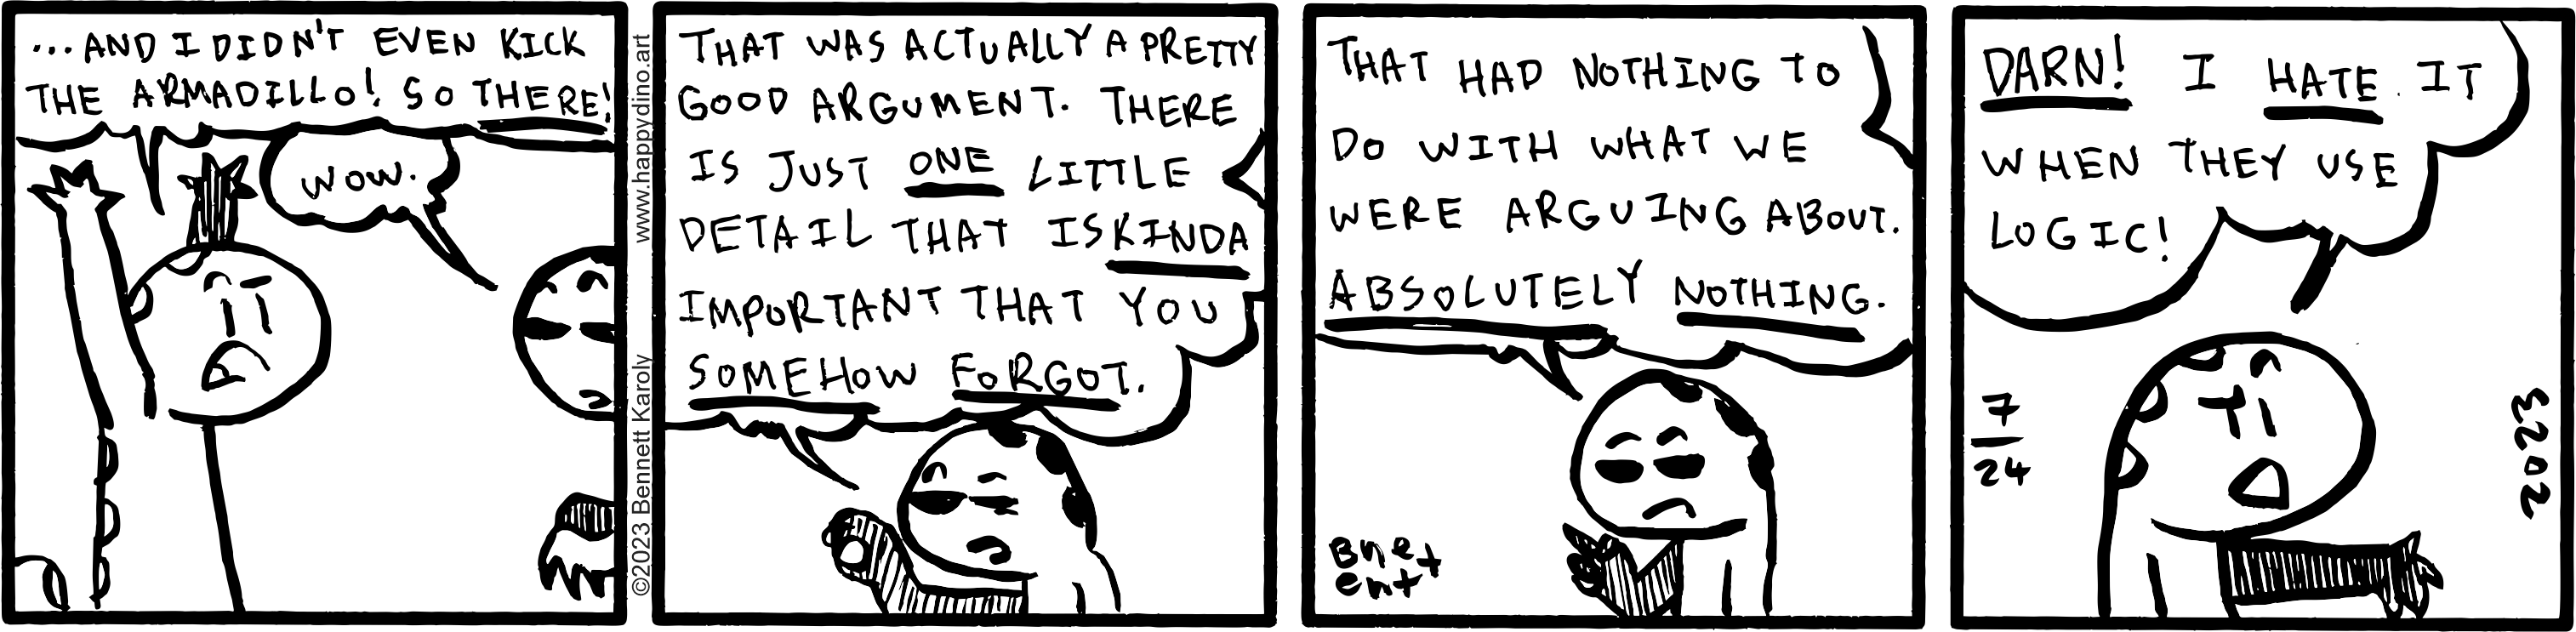 ...AND I DIDN'T EVEN KICK
THE ARMADILLO! SO THERE!
WOW.
www.happydino.art
©2023 Bennett Karoly
THAT WAS ACTUALLY A PRETTY
GOOD ARGUMENT. THERE
IS JUST ONE LITTLE
DETAIL THAT IS KINDA
IMPORTANT THAT YOU
SOMEHOW FORGOT.
THAT HAD NOTHING TO
DO WITH WHAT WE
WERE ARGUING ABOUT.
ABSOLUTELY NOTHING.
Bnet
ent
DARN! I HATE IT
WHEN THEY USE
LOGIC!
7
24
2023